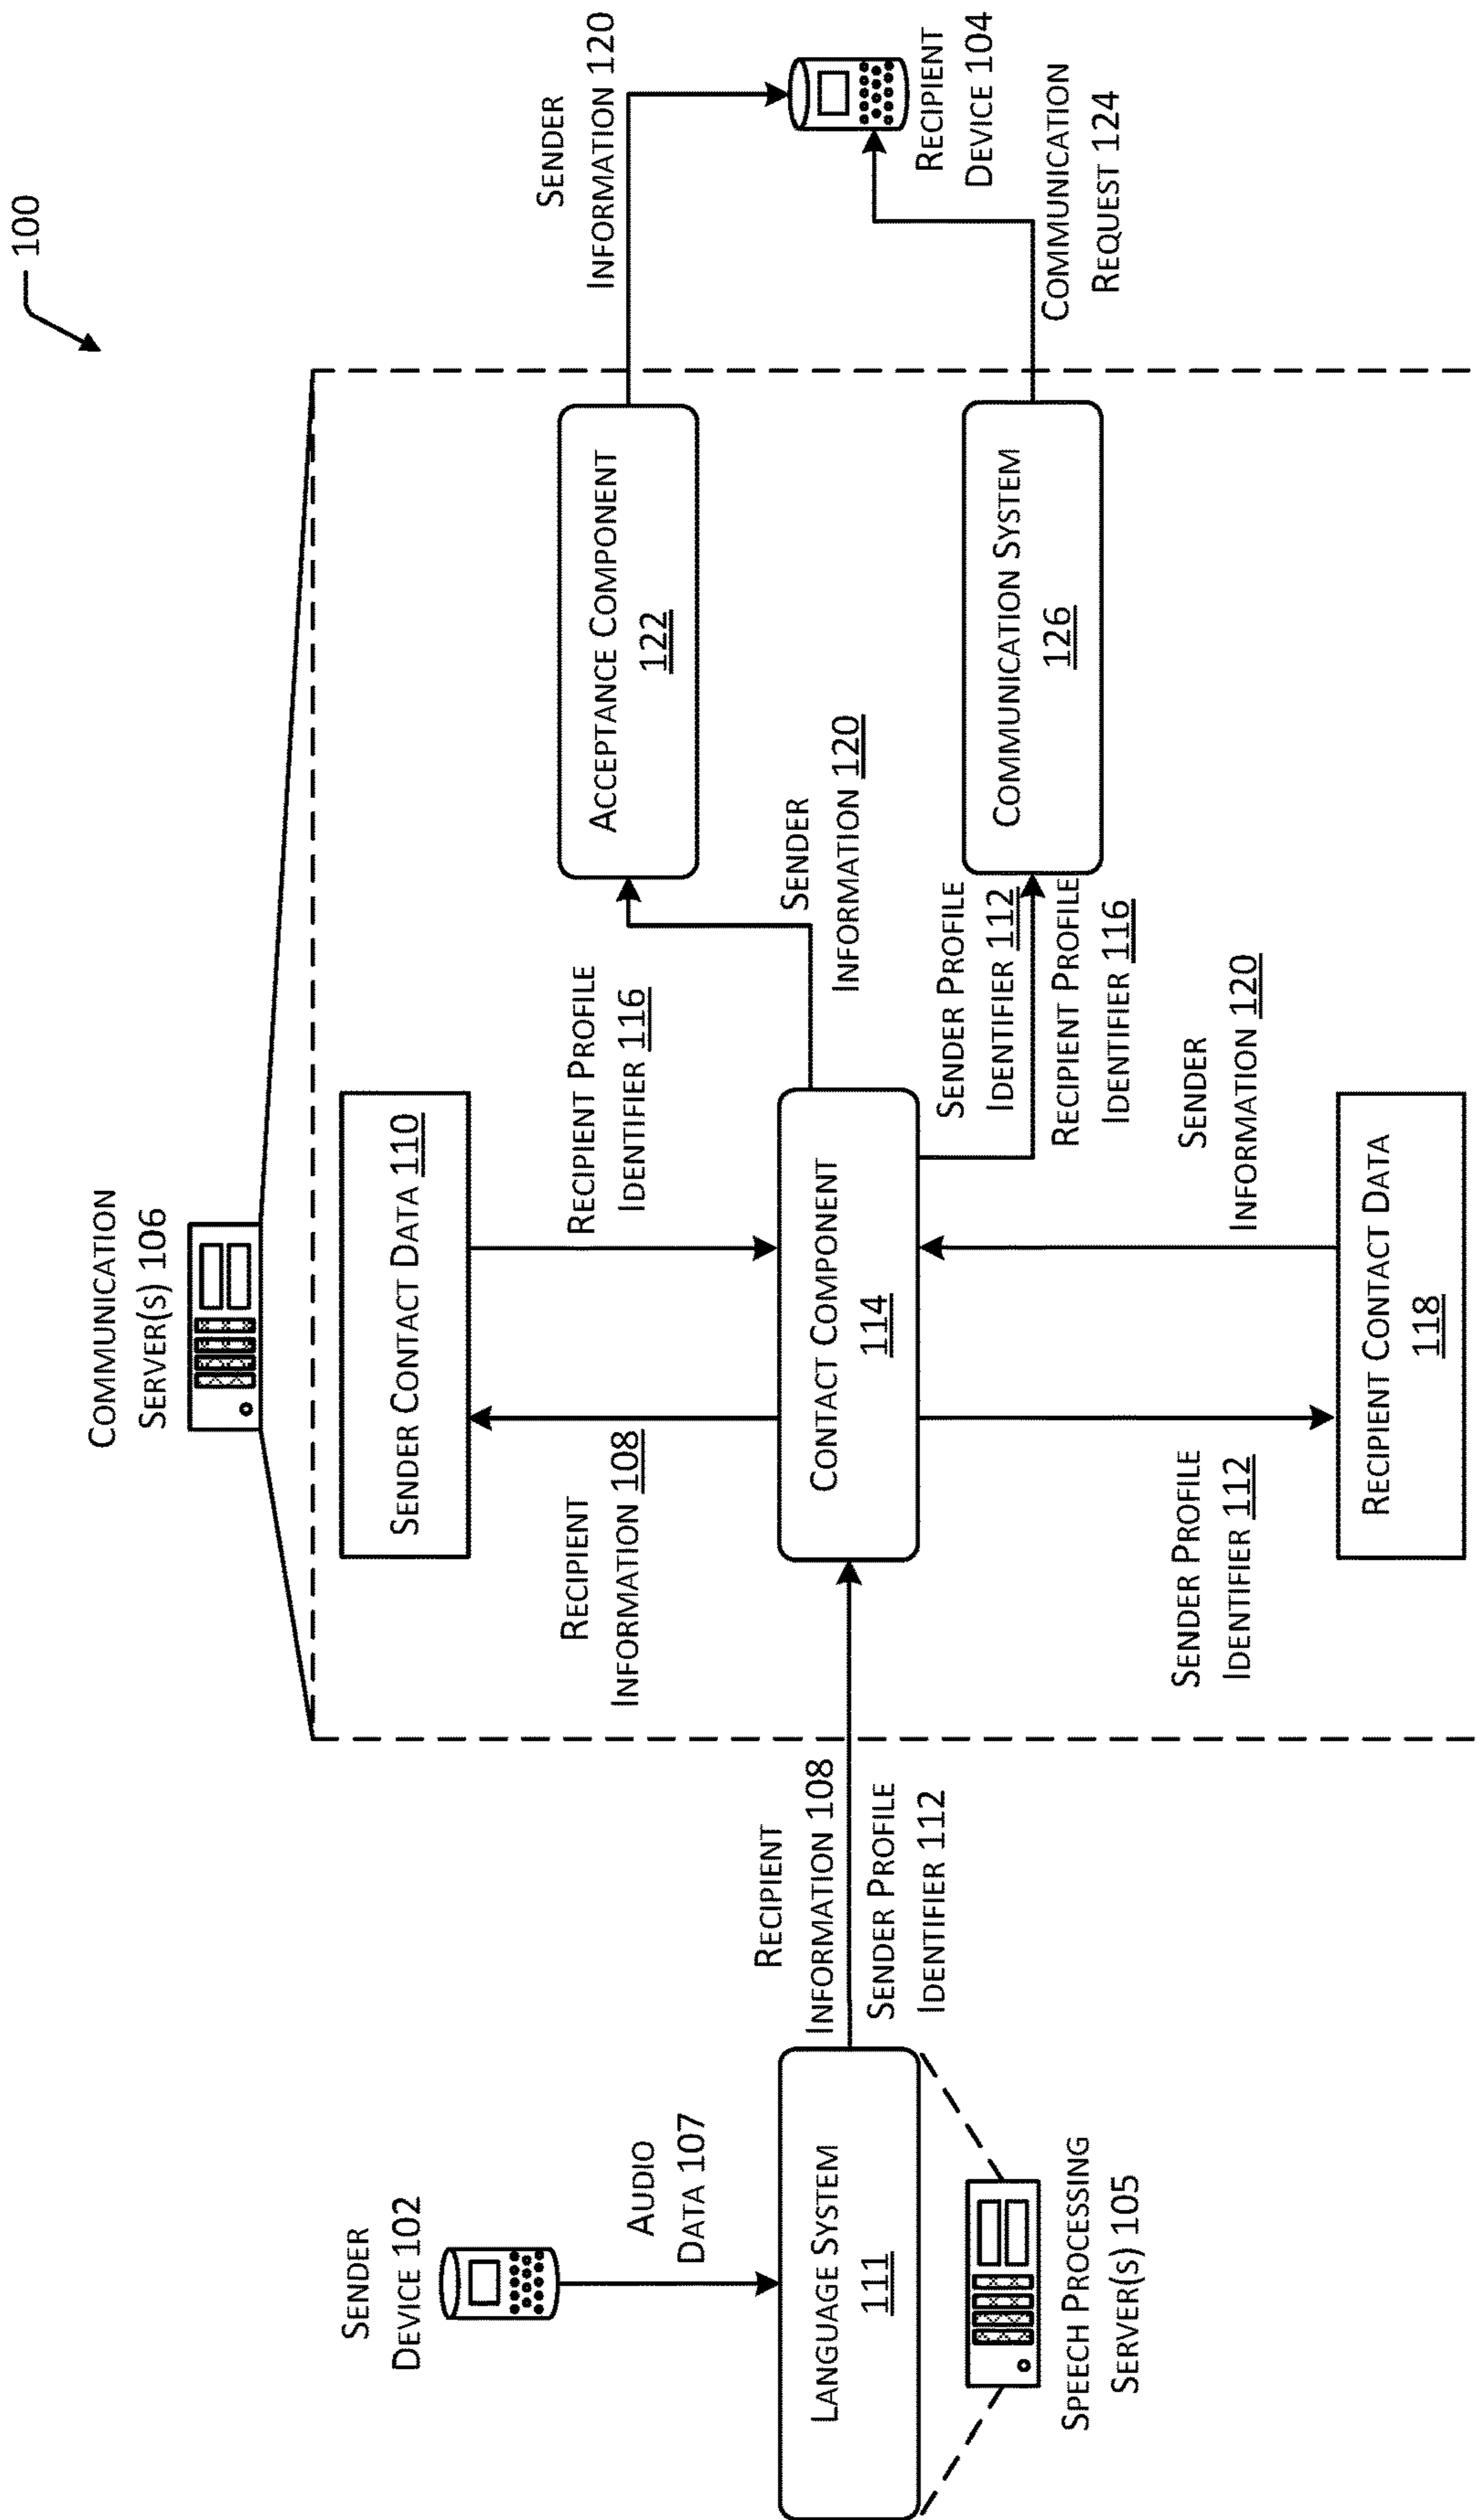 100
COMMUNICATION
SERVER(S) 106
SENDER
DEVICE 102
AUDIO
DATA 107
LANGUAGE SYSTEM
111
SPEECH PROCESSING
SERVER(S) 105
RECIPIENT
INFORMATION 108
SENDER PROFILE
IDENTIFIER 112
SENDER CONTACT DATA 110
RECIPIENT
INFORMATION 108
RECIPIENT PROFILE
IDENTIFIER 116
CONTACT COMPONENT
114
SENDER PROFILE
IDENTIFIER 112
SENDER
INFORMATION 120
RECIPIENT CONTACT DATA
118
SENDER
INFORMATION 120
SENDER PROFILE
IDENTIFIER 112
RECIPIENT PROFILE
IDENTIFIER 116
ACCEPTANCE COMPONENT
122
COMMUNICATION SYSTEM
126
SENDER
INFORMATION 120
RECIPIENT
DEVICE 104
COMMUNICATION
REQUEST 124